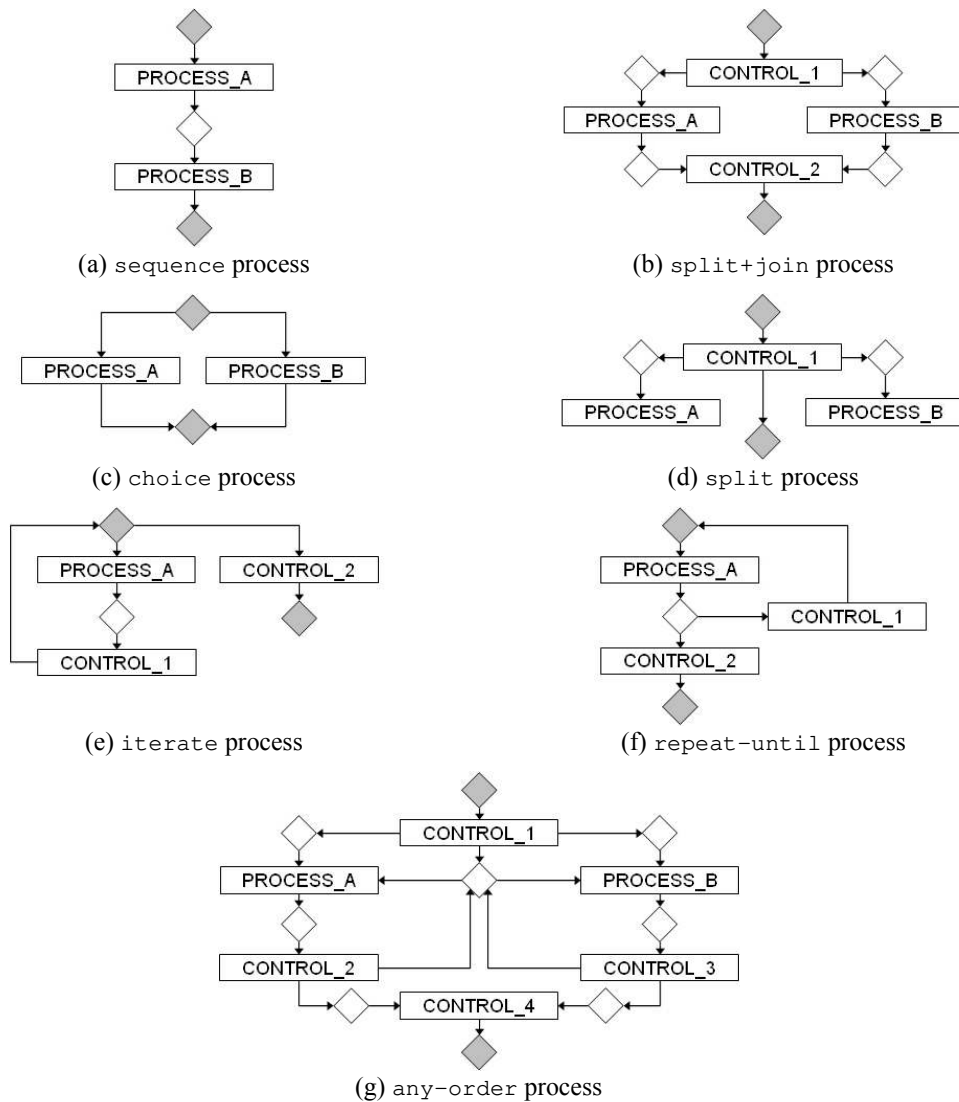 PROCESS_A
PROCESS_B
(a) sequence process
CONTROL_1
PROCESS_A
PROCESS_B
CONTROL_2
(b) split+join process
PROCESS_A
PROCESS_B
(c) choice process
CONTROL_1
PROCESS_A
PROCESS_B
(d) split process
PROCESS_A
CONTROL_2
CONTROL_1
(e) iterate process
PROCESS_A
CONTROL_1
CONTROL_2
(f) repeat-until process
CONTROL_1
PROCESS_A
PROCESS_B
CONTROL_2
CONTROL_3
CONTROL_4
(g) any-order process